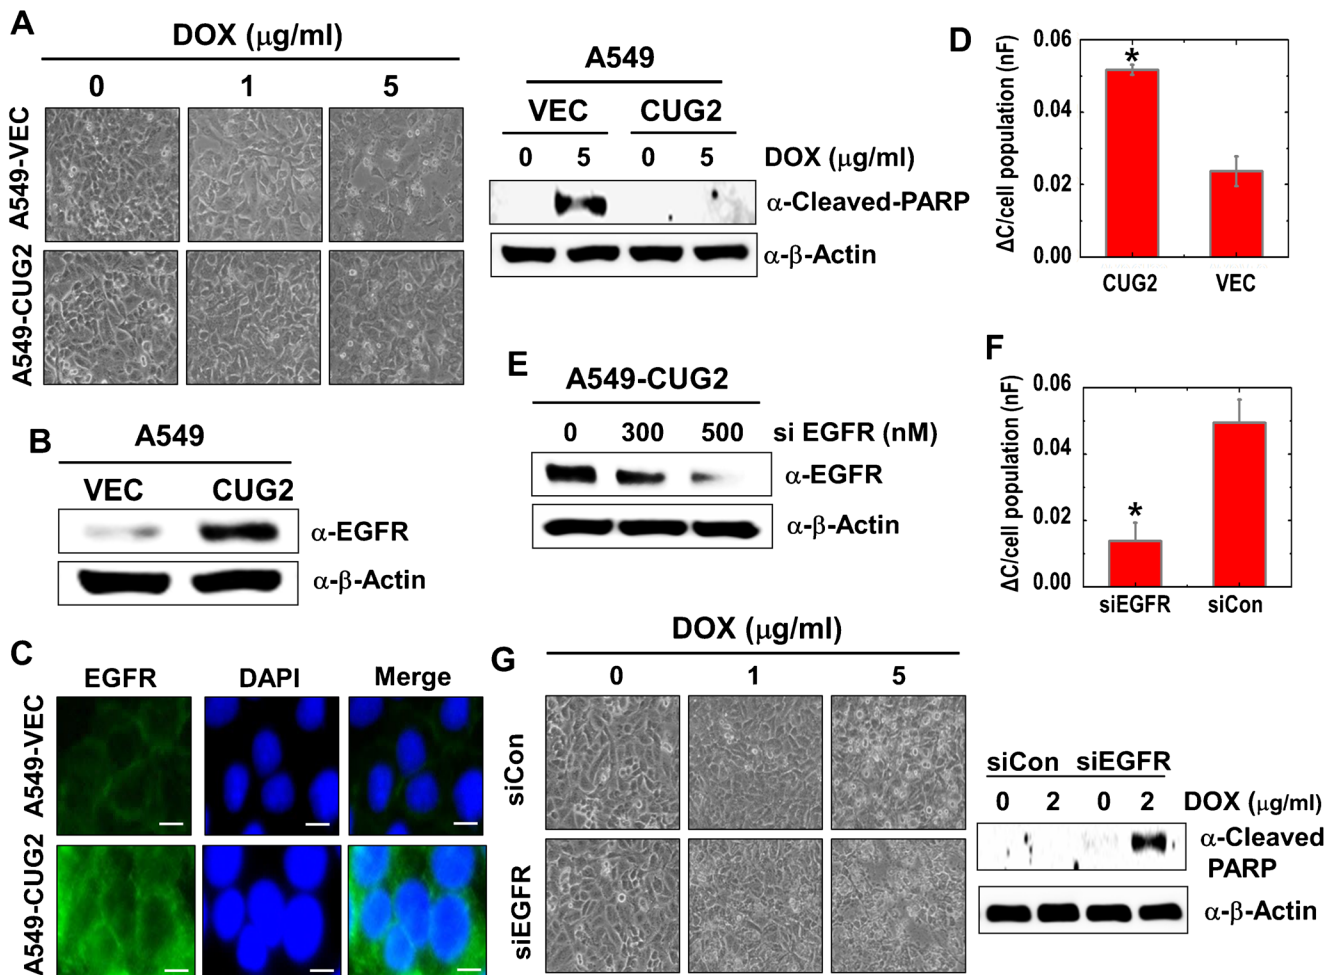 A
DOX (μg/ml)
0 1 5
A549-VEC
A549-CUG2
A549
VEC CUG2
0 5 0 5 DOX (μg/ml)
α-Cleaved-PARP
α-β-Actin
D
ΔC/cell population (nF)
0.06
0.04
0.02
0.00
*
CUG2 VEC
B
A549
VEC CUG2
α-EGFR
α-β-Actin
E
A549-CUG2
0 300 500 si EGFR (nM)
α-EGFR
α-β-Actin
F
ΔC/cell population (nF)
0.06
0.04
0.02
0.00
*
siEGFR siCon
C
EGFR DAPI Merge
A549-VEC
A549-CUG2
G
DOX (μg/ml)
0 1 5
siCon
siEGFR
siCon siEGFR
0 2 0 2 DOX (μg/ml)
α-Cleaved
PARP
α-β-Actin